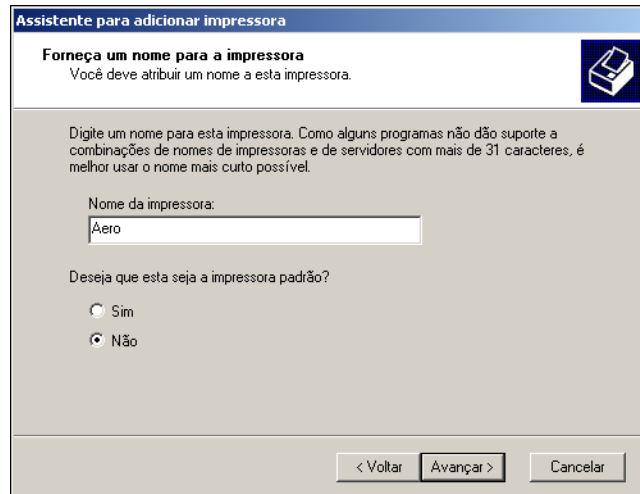 Assistente para adicionar impressora
Forneça um nome para a impressora
Você deve atribuir um nome a esta impressora.
Digite um nome para esta impressora. Como alguns programas não dão suporte a
combinações de nomes de impressoras e de servidores com mais de 31 caracteres, é
melhor usar o nome mais curto possível.
Nome da impressora:
Aero
Deseja que esta seja a impressora padrão?
Sim
Não
< Voltar Avançar > Cancelar